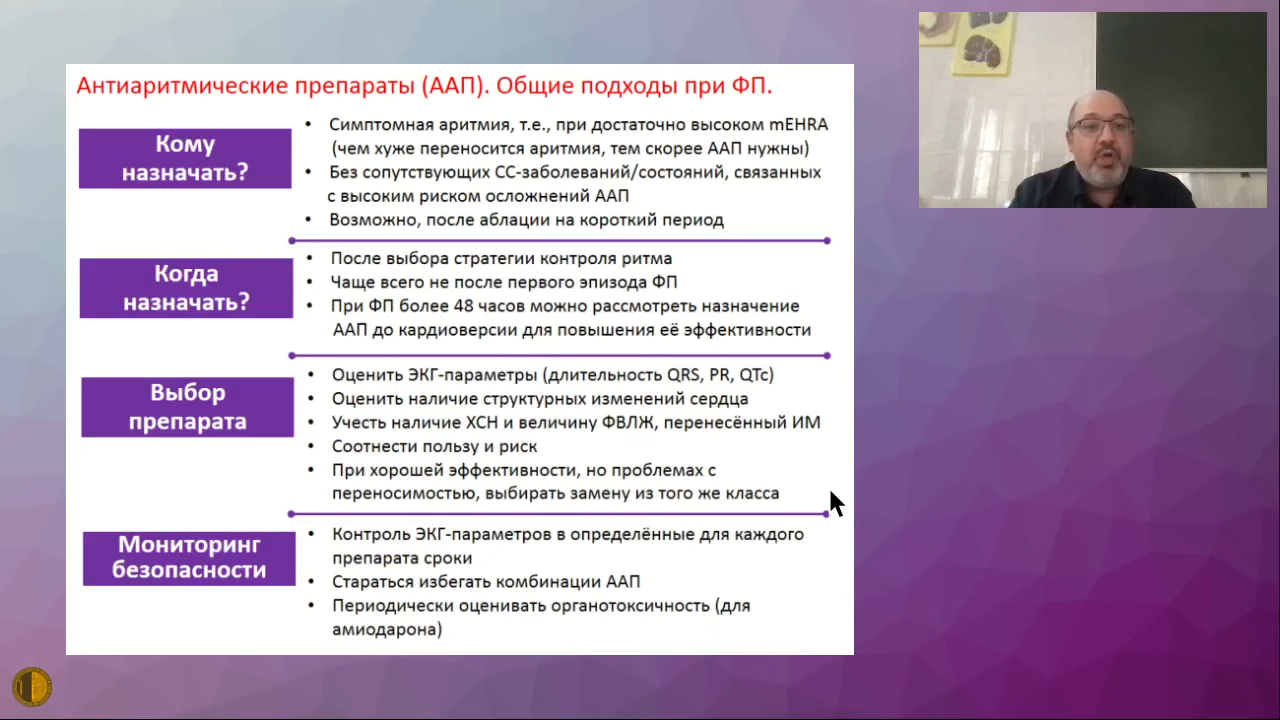 Антиаритмические препараты (ААП). Общие подходы при ФП.
Кому
назначать?
• Симптомная аритмия, т.е., при достаточно высоком mEHRA
(чем хуже переносится аритмия, тем скорее ААП нужны)
• Без сопутствующих СС-заболеваний/состояний, связанных
с высоким риском осложнений ААП
• Возможно, после аблации на короткий период
Когда
назначать?
• После выбора стратегии контроля ритма
• Чаще всего не после первого эпизода ФП
• При ФП более 48 часов можно рассмотреть назначение
ААП до кардиоверсии для повышения её эффективности
Выбор
препарата
• Оценить ЭКГ-параметры (длительность QRS, PR, QTc)
• Оценить наличие структурных изменений сердца
• Учесть наличие ХСН и величину ФВЛЖ, перенесённый ИМ
• Соотнести пользу и риск
• При хорошей эффективности, но проблемах с
переносимостью, выбирать замену из того же класса
Мониторинг
безопасности
• Контроль ЭКГ-параметров в определённые для каждого
препарата сроки
• Стараться избегать комбинации ААП
• Периодически оценивать органотоксичность (для
амиодарона)